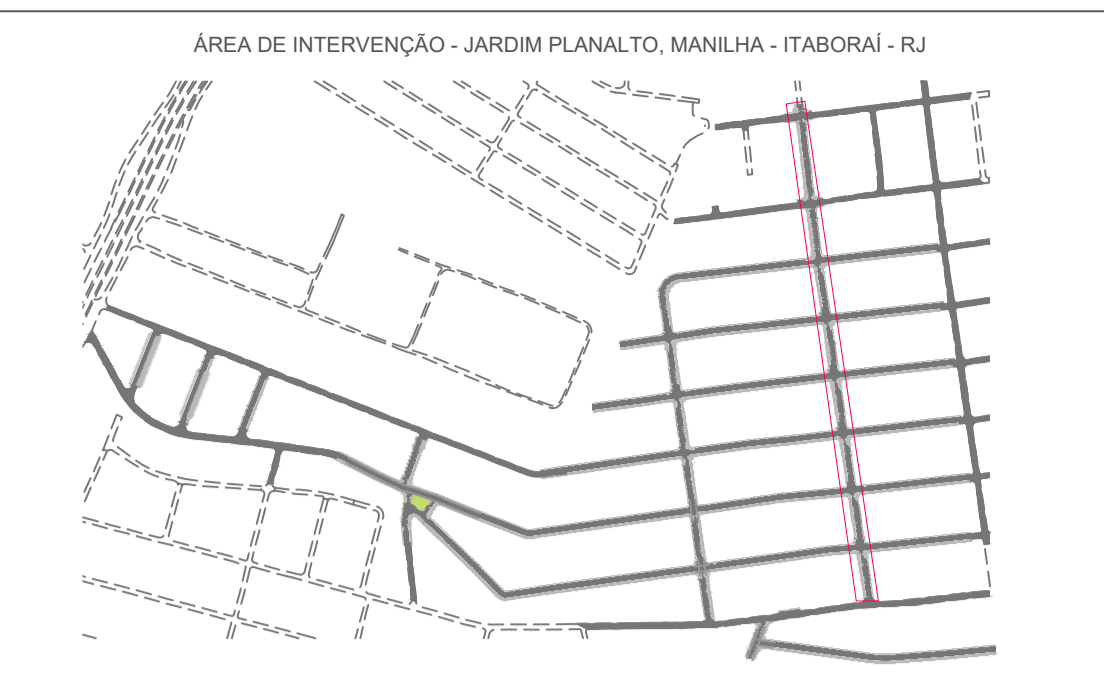 ÁREA DE INTERVENÇÃO - JARDIM PLANALTO, MANILHA - ITABORAÍ - RJ